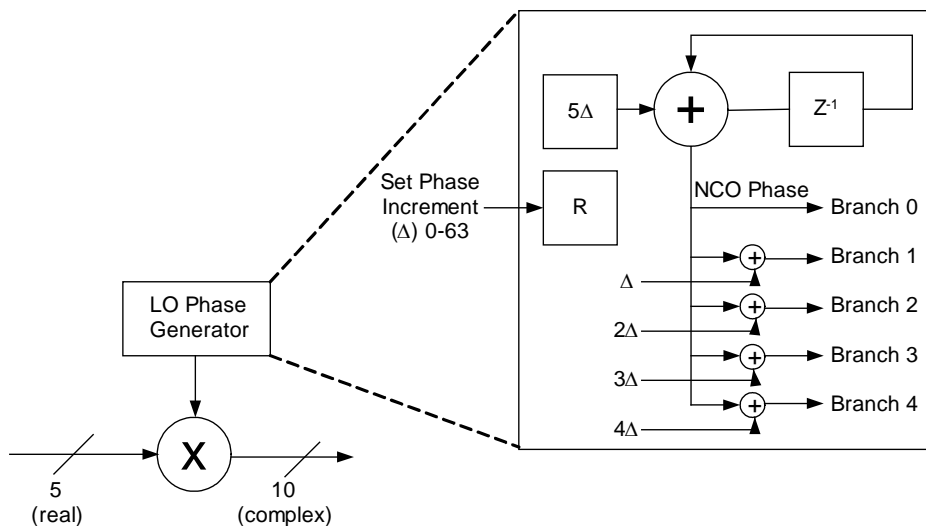 5Δ
+
Z-1
Set Phase
Increment
(Δ) 0-63
R
NCO Phase
Branch 0
+
Branch 1
Δ
+
Branch 2
2Δ
+
Branch 3
3Δ
+
Branch 4
4Δ
LO Phase
Generator
X
5
(real)
10
(complex)